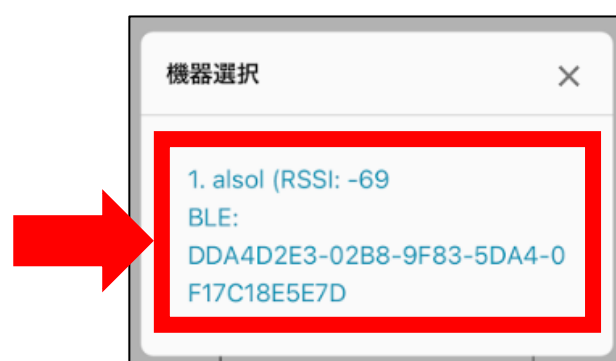 機器選択
×
1. alsol (RSSI: -69
BLE:
DDA4D2E3-02B8-9F83-5DA4-0
F17C18E5E7D